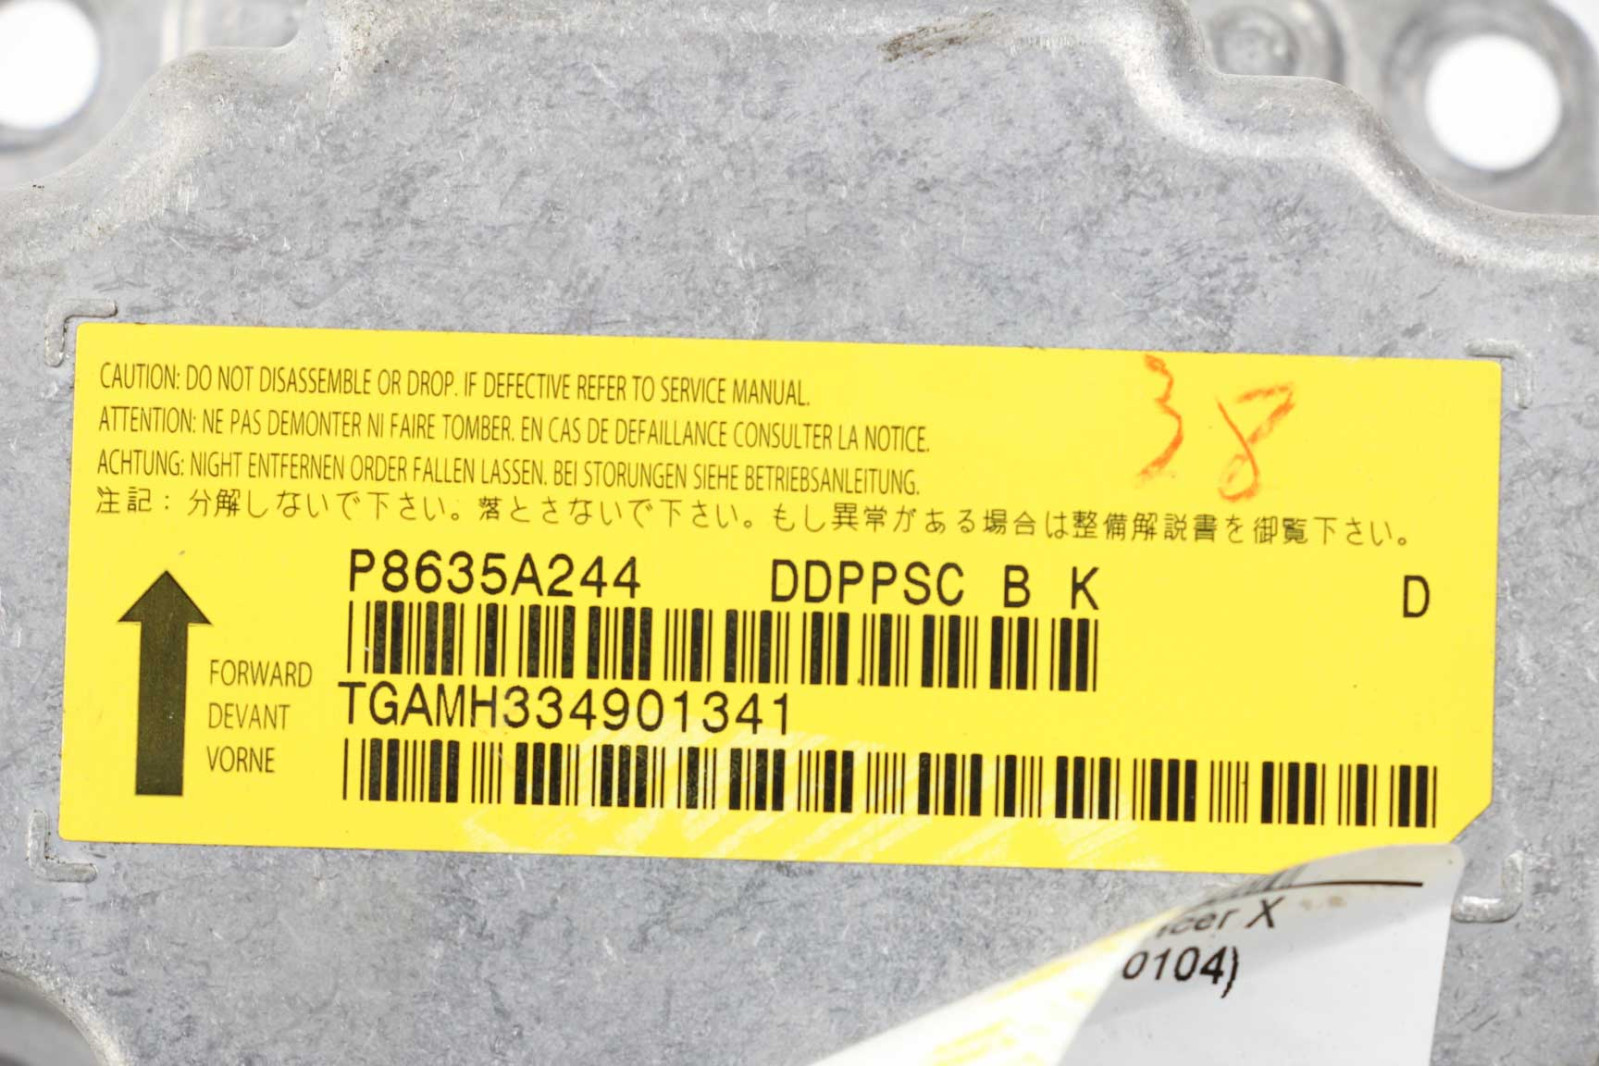 38
CAUTION: DO NOT DISASSEMBLE OR DROP. IF DEFECTIVE REFER TO SERVICE MANUAL.
ATTENTION: NE PAS DEMONTER NI FAIRE TOMBER. EN CAS DE DEFAILLANCE CONSULTER LA NOTICE.
ACHTUNG: NIGHT ENTFERNEN ORDER FALLEN LASSEN. BEI STORUNGEN SIEHE BETRIEBSANLEITUNG.
注記：分解しないで下さい。落とさないで下さい。もし異常がある場合は整備解説書を御覧下さい。
P8635A244 DDPPSC B K D
FORWARD
DEVANT
VORNE
TGAMH334901341
X
0104)